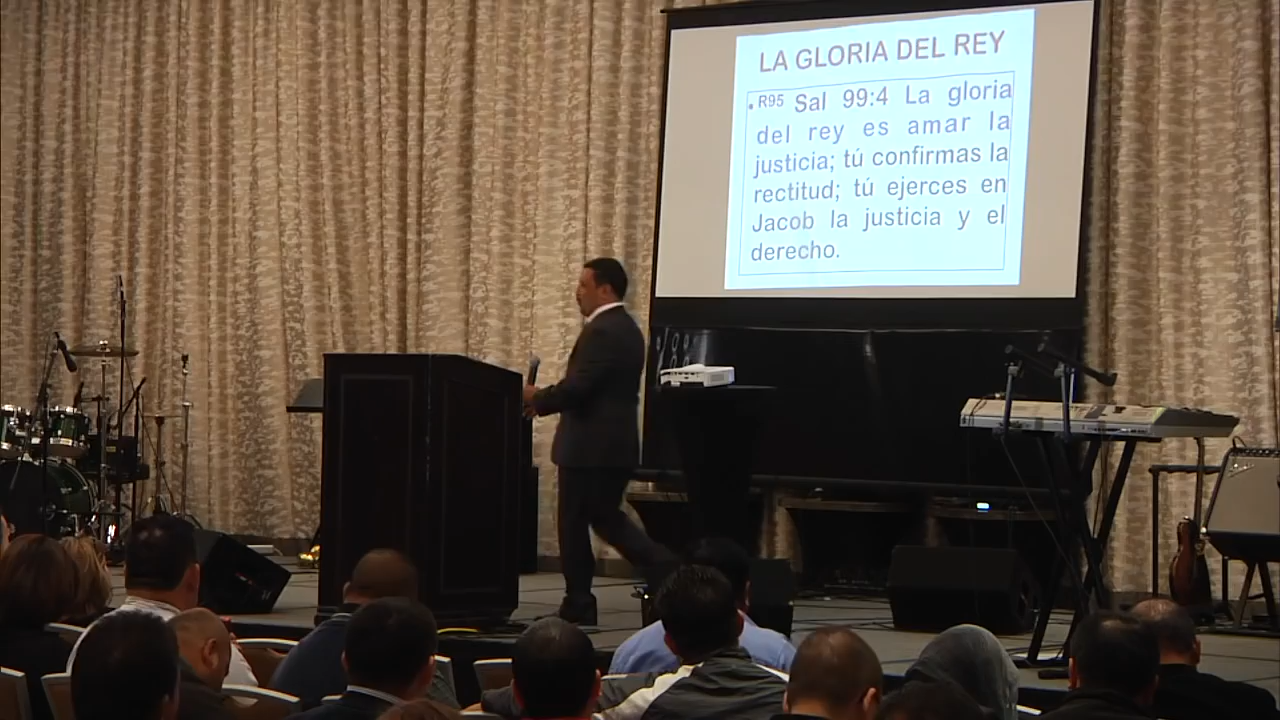 LA GLORIA DEL REY
• R95 Sal 99:4 La gloria
del rey es amar la
justicia; tú confirmas la
rectitud; tú ejerces en
Jacob la justicia y el
derecho.